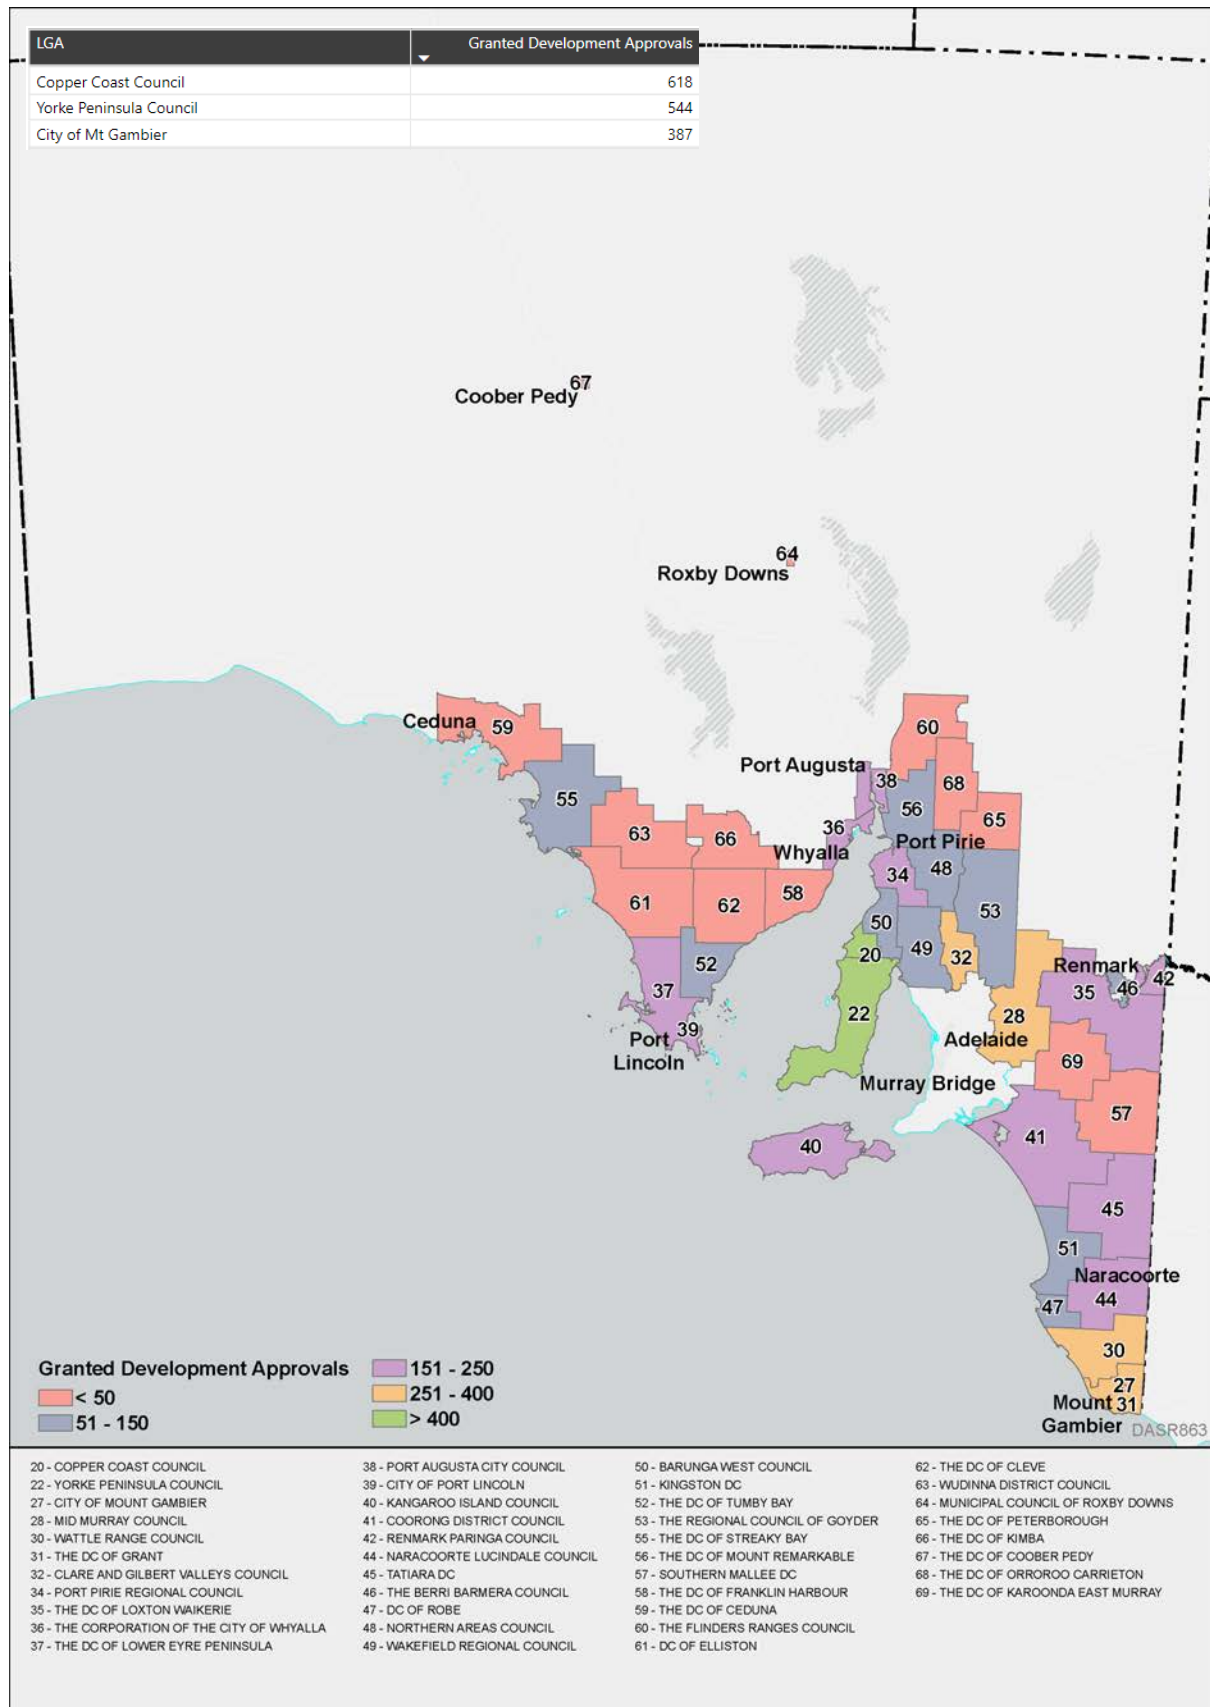 LGA Granted Development Approvals
Copper Coast Council 618
Yorke Peninsula Council 544
City of Mt Gambier 387
67
Coober Pedy
64
Roxby Downs
Ceduna 59
60
Port Augusta 38
68
55
56
65
63
66
36
Port Pirie
Whyalla
48
34
58
61
62
53
50
49
20
32
52
Renmark
42
37
35
46
22
28
39
Port
Lincoln
Adelaide
69
Murray Bridge
57
41
40
45
51
Naracoorte
44
47
30
27
Mount 31
Gambier DASR863
Granted Development Approvals
< 50
51 - 150
151 - 250
251 - 400
> 400
20 - COPPER COAST COUNCIL
22 - YORKE PENINSULA COUNCIL
27 - CITY OF MOUNT GAMBIER
28 - MID MURRAY COUNCIL
30 - WATTLE RANGE COUNCIL
31 - THE DC OF GRANT
32 - CLARE AND GILBERT VALLEYS COUNCIL
34 - PORT PIRIE REGIONAL COUNCIL
35 - THE DC OF LOXTON WAIKERIE
36 - THE CORPORATION OF THE CITY OF WHYALLA
37 - THE DC OF LOWER EYRE PENINSULA
38 - PORT AUGUSTA CITY COUNCIL
39 - CITY OF PORT LINCOLN
40 - KANGAROO ISLAND COUNCIL
41 - COORONG DISTRICT COUNCIL
42 - RENMARK PARINGA COUNCIL
44 - NARACOORTE LUCINDALE COUNCIL
45 - TATIARA DC
46 - THE BERRI BARMERA COUNCIL
47 - DC OF ROBE
48 - NORTHERN AREAS COUNCIL
49 - WAKEFIELD REGIONAL COUNCIL
50 - BARUNGA WEST COUNCIL
51 - KINGSTON DC
52 - THE DC OF TUMBY BAY
53 - THE REGIONAL COUNCIL OF GOYDER
55 - THE DC OF STREAKY BAY
56 - THE DC OF MOUNT REMARKABLE
57 - SOUTHERN MALLEE DC
58 - THE DC OF FRANKLIN HARBOUR
59 - THE DC OF CEDUNA
60 - THE FLINDERS RANGES COUNCIL
61 - DC OF ELLISTON
62 - THE DC OF CLEVE
63 - WUDINNA DISTRICT COUNCIL
64 - MUNICIPAL COUNCIL OF ROXBY DOWNS
65 - THE DC OF PETERBOROUGH
66 - THE DC OF KIMBA
67 - THE DC OF COOBER PEDY
68 - THE DC OF ORROROO CARRIETON
69 - THE DC OF KAROONDA EAST MURRAY